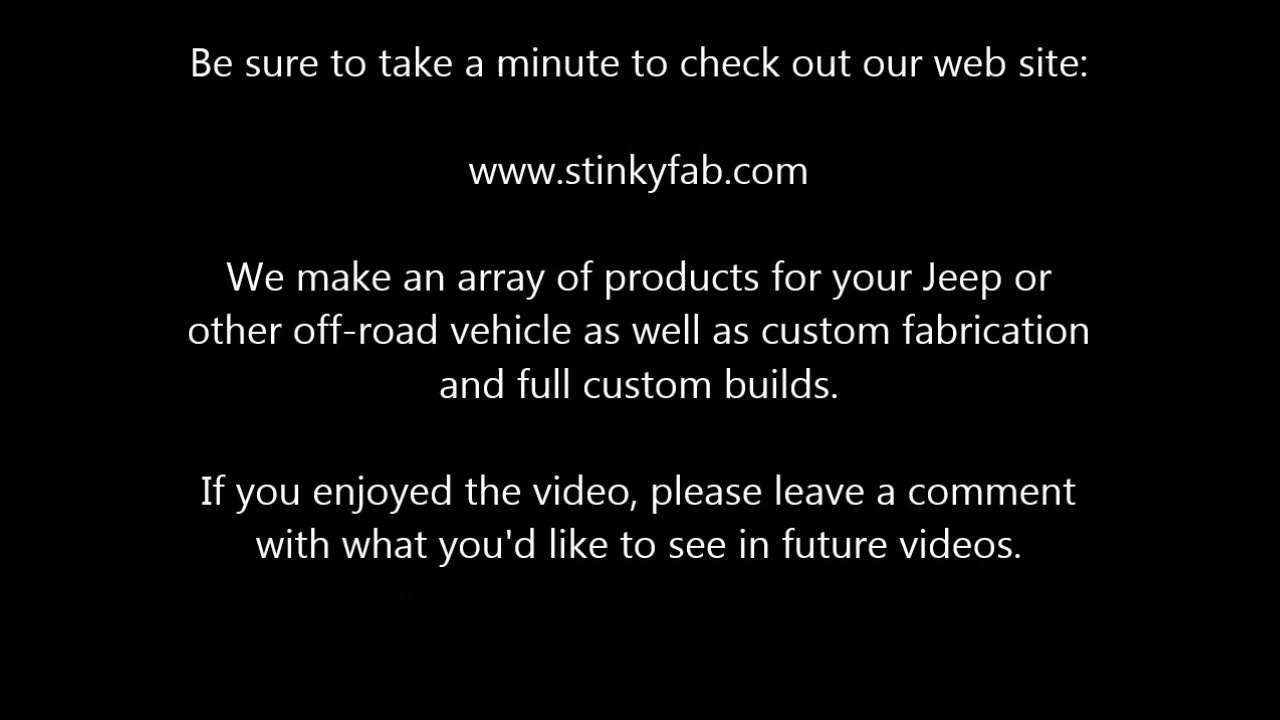 Be sure to take a minute to check out our web site:
www.stinkyfab.com
We make an array of products for your Jeep or
other off-road vehicle as well as custom fabrication
and full custom builds.
If you enjoyed the video, please leave a comment
with what you'd like to see in future videos.